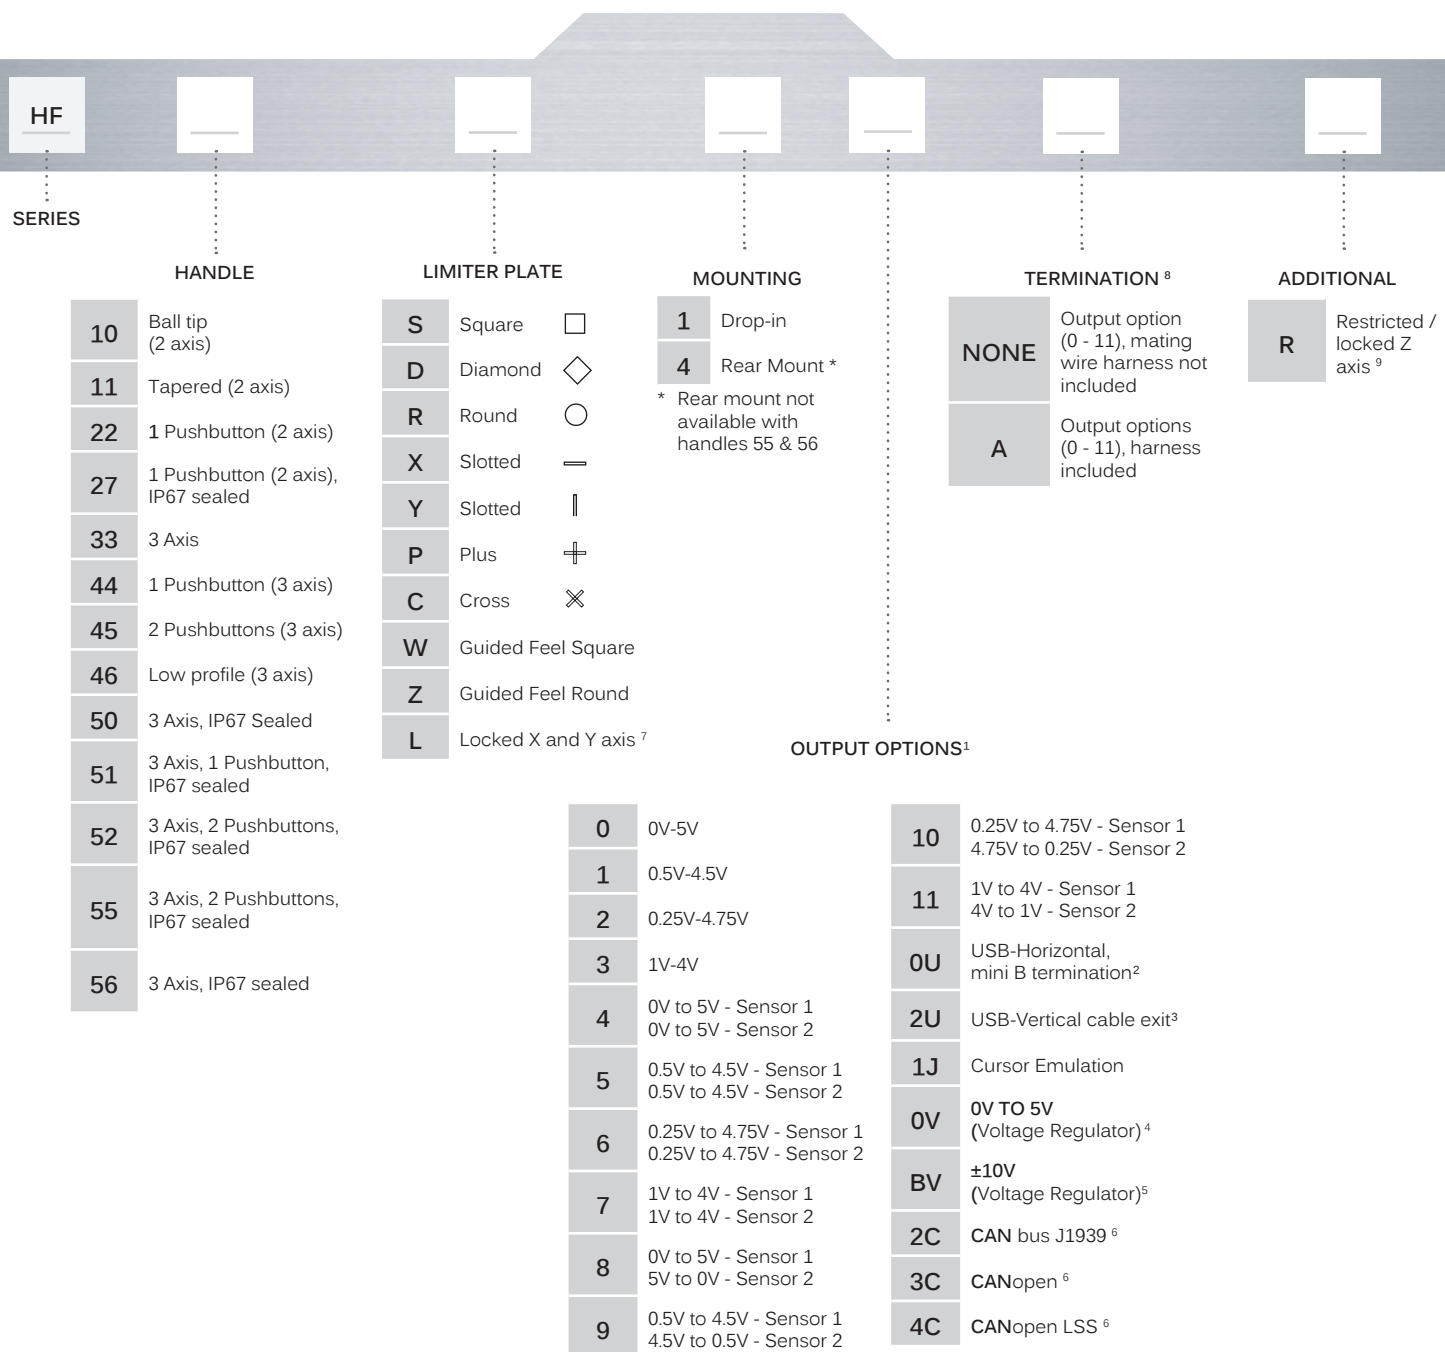 HF
SERIES
HANDLE
10
Ball tip
(2 axis)
11
Tapered (2 axis)
22
1 Pushbutton (2 axis)
27
1 Pushbutton (2 axis),
IP67 sealed
33
3 Axis
44
1 Pushbutton (3 axis)
45
2 Pushbuttons (3 axis)
46
Low profile (3 axis)
50
3 Axis, IP67 Sealed
51
3 Axis, 1 Pushbutton,
IP67 sealed
52
3 Axis, 2 Pushbuttons,
IP67 sealed
55
3 Axis, 2 Pushbuttons,
IP67 sealed
56
3 Axis, IP67 sealed
LIMITER PLATE
S
Square
D
Diamond
R
Round
X
Slotted
Y
Slotted
P
Plus
C
Cross
W
Guided Feel Square
Z
Guided Feel Round
L
Locked X and Y axis ⁷
MOUNTING
1
Drop-in
4
Rear Mount *
* Rear mount not
available with
handles 55 & 56
OUTPUT OPTIONS¹
0
0V-5V
1
0.5V-4.5V
2
0.25V-4.75V
3
1V-4V
4
0V to 5V - Sensor 1
0V to 5V - Sensor 2
5
0.5V to 4.5V - Sensor 1
0.5V to 4.5V - Sensor 2
6
0.25V to 4.75V - Sensor 1
0.25V to 4.75V - Sensor 2
7
1V to 4V - Sensor 1
1V to 4V - Sensor 2
8
0V to 5V - Sensor 1
5V to 0V - Sensor 2
9
0.5V to 4.5V - Sensor 1
4.5V to 0.5V - Sensor 2
10
0.25V to 4.75V - Sensor 1
4.75V to 0.25V - Sensor 2
11
1V to 4V - Sensor 1
4V to 1V - Sensor 2
0U
USB-Horizontal,
mini B termination²
2U
USB-Vertical cable exit³
1J
Cursor Emulation
0V
0V TO 5V
(Voltage Regulator) ⁴
BV
±10V
(Voltage Regulator)⁵
2C
CAN bus J1939 ⁶
3C
CANopen ⁶
4C
CANopen LSS ⁶
TERMINATION ⁸
NONE
Output option
(0 - 11), mating
wire harness not
included
A
Output options
(0 - 11), harness
included
ADDITIONAL
R
Restricted /
locked Z
axis ⁹